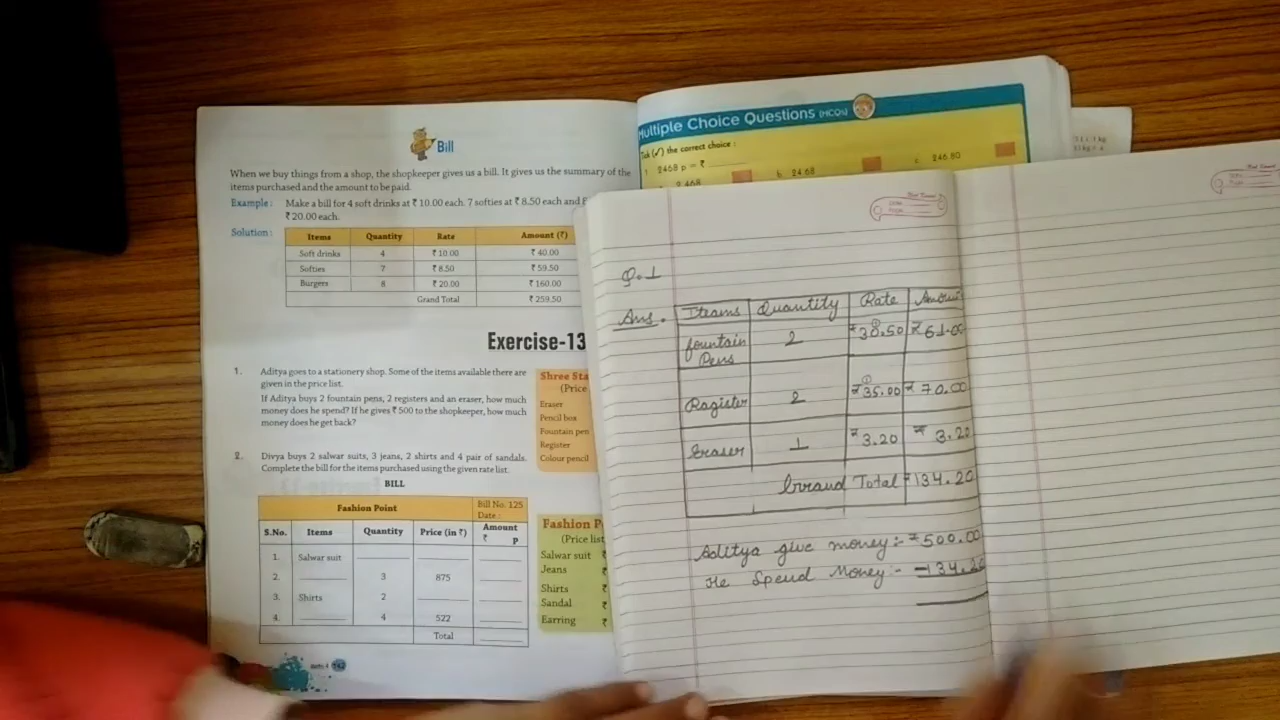 Bill
When we buy things from a shop, the shopkeeper gives us a bill. It gives us the summary of the
items purchased and the amount to be paid.
Example: Make a bill for 4 soft drinks at ₹ 10.00 each. 7 softies at ₹ 8.50 each and
₹ 20.00 each.
Solution:
Items Quantity Rate Amount (₹)
Soft drinks 4 ₹ 10.00 ₹ 40.00
Softies 7 ₹ 8.50 ₹ 59.50
Burgers 8 ₹ 20.00 ₹ 160.00
Grand Total ₹ 259.50
Exercise-13
1. Aditya goes to a stationery shop. Some of the items available there are
given in the price list.
If Aditya buys 2 fountain pens, 2 registers and an eraser, how much
money does he spend? If he gives ₹ 500 to the shopkeeper, how much
money does he get back?
Shree Sta
(Price
Eraser
Pencil box
Fountain pen
Register
Colour pencil
2. Divya buys 2 salwar suits, 3 jeans, 2 shirts and 4 pair of sandals.
Complete the bill for the items purchased using the given rate list.
BILL
Fashion Point Bill No. 125
Date :
S.No. Items Quantity Price (in ₹) Amount
₹ p
1. Salwar suit
2. 3 875
3. Shirts 2
4. 4 522
Total
Fashion P
(Price list
Salwar suit ₹
Jeans ₹
Shirts ₹
Sandal ₹
Earring ₹
Multiple Choice Questions (MCQs)
Tick (✓) the correct choice :
1. 2468 p = ₹
2.468 b. 24.68 c. 246.80
Q.1
Ans. Iteams Quantity Rate Amoun
fountain Pens 2 ₹30.50 ₹61.00
Ragister 2 ₹35.00 ₹70.00
Eraser 1 ₹3.20 ₹3.20
Grand Total ₹134.20
Aditya give money:- ₹500.00
He Spend Money:- -134.20